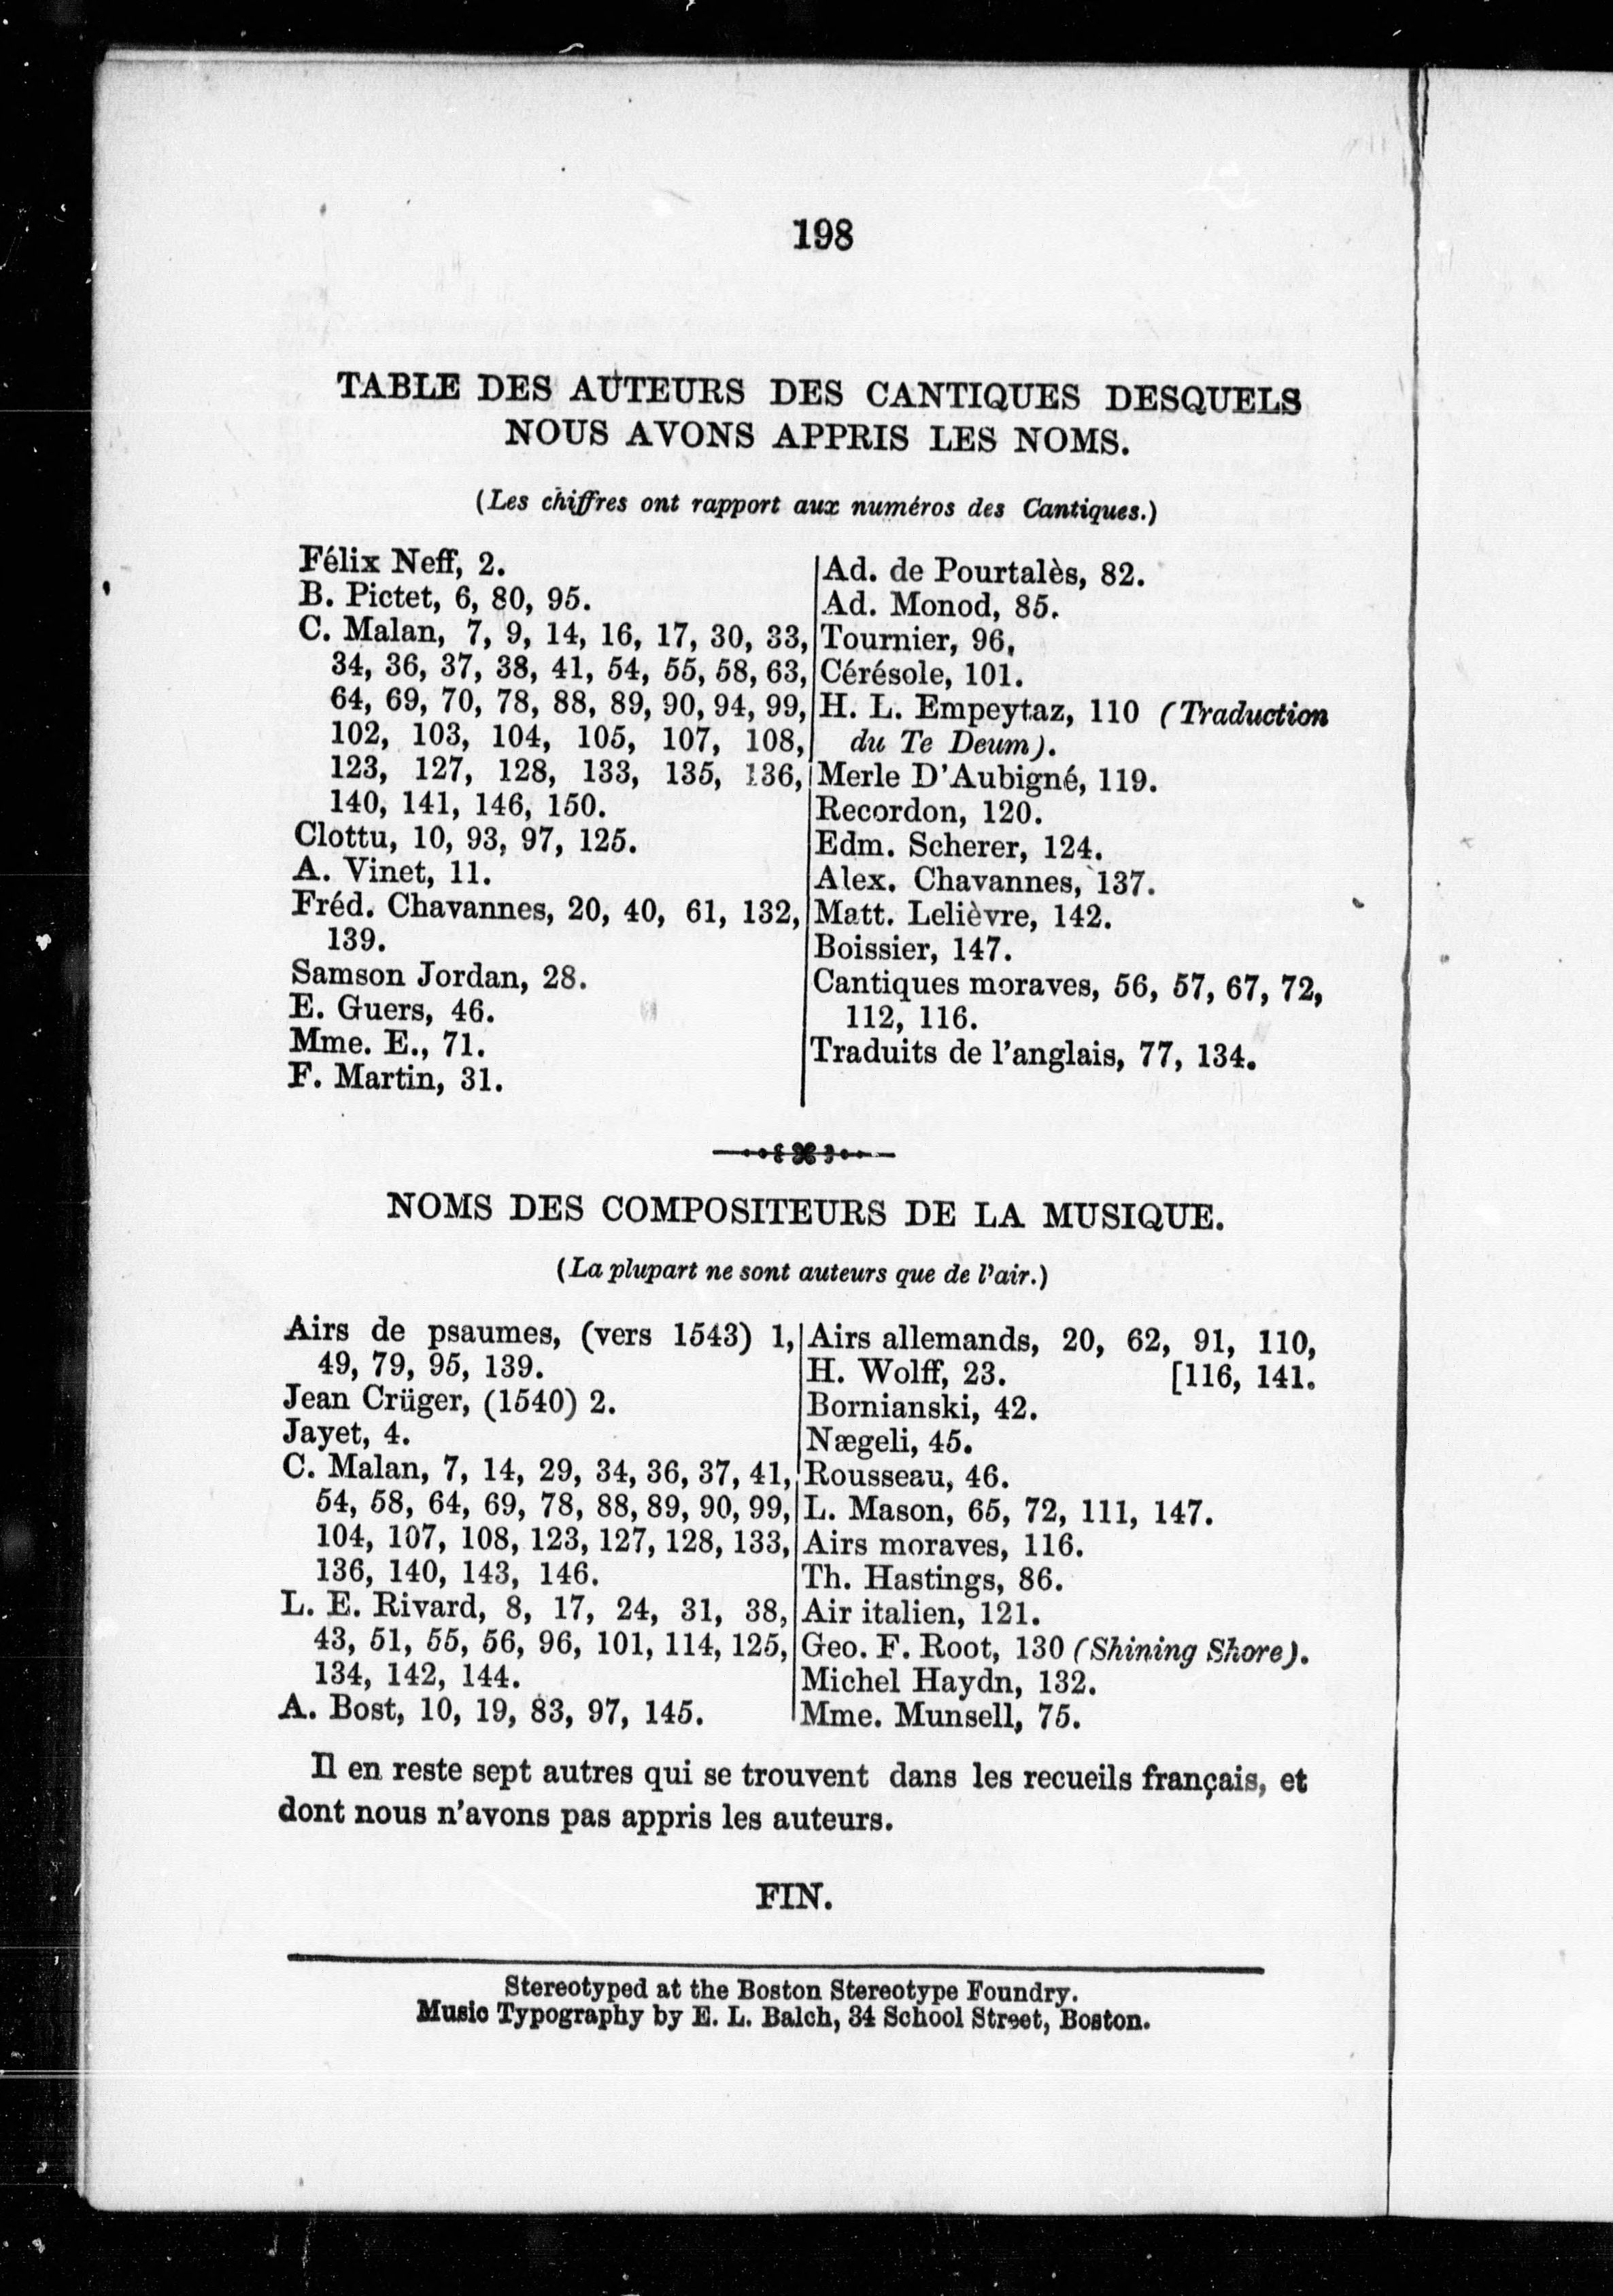 198
TABLE DES AUTEURS DES CANTIQUES DESQUELS
NOUS AVONS APPRIS LES NOMS.
(Les chiffres ont rapport aux numéros des Cantiques.)
Félix Neff, 2.
B. Pictet, 6, 80, 95.
C. Malan, 7, 9, 14, 16, 17, 30, 33,
34, 36, 37, 38, 41, 54, 55, 58, 63,
64, 69, 70, 78, 88, 89, 90, 94, 99,
102, 103, 104, 105, 107, 108,
123, 127, 128, 133, 135, 136,
140, 141, 146, 150.
Clottu, 10, 93, 97, 125.
A. Vinet, 11.
Fréd. Chavannes, 20, 40, 61, 132,
139.
Samson Jordan, 28.
E. Guers, 46.
Mme. E., 71.
F. Martin, 31.
Ad. de Pourtalès, 82.
Ad. Monod, 85.
Tournier, 96.
Cérésole, 101.
H. L. Empeytaz, 110 (Traduction
du Te Deum).
Merle D'Aubigné, 119.
Recordon, 120.
Edm. Scherer, 124.
Alex. Chavannes, 137.
Matt. Lelièvre, 142.
Boissier, 147.
Cantiques moraves, 56, 57, 67, 72,
112, 116.
Traduits de l'anglais, 77, 134.
NOMS DES COMPOSITEURS DE LA MUSIQUE.
(La plupart ne sont auteurs que de l'air.)
Airs de psaumes, (vers 1543) 1,
49, 79, 95, 139.
Jean Crüger, (1540) 2.
Jayet, 4.
C. Malan, 7, 14, 29, 34, 36, 37, 41,
54, 58, 64, 69, 78, 88, 89, 90, 99,
104, 107, 108, 123, 127, 128, 133,
136, 140, 143, 146.
L. E. Rivard, 8, 17, 24, 31, 38,
43, 51, 55, 56, 96, 101, 114, 125,
134, 142, 144.
A. Bost, 10, 19, 83, 97, 145.
Airs allemands, 20, 62, 91, 110,
H. Wolff, 23. [116, 141.
Bornianski, 42.
Nægeli, 45.
Rousseau, 46.
L. Mason, 65, 72, 111, 147.
Airs moraves, 116.
Th. Hastings, 86.
Air italien, 121.
Geo. F. Root, 130 (Shining Shore).
Michel Haydn, 132.
Mme. Munsell, 75.
Il en reste sept autres qui se trouvent dans les recueils français, et
dont nous n'avons pas appris les auteurs.
FIN.
Stereotyped at the Boston Stereotype Foundry.
Music Typography by E. L. Balch, 34 School Street, Boston.